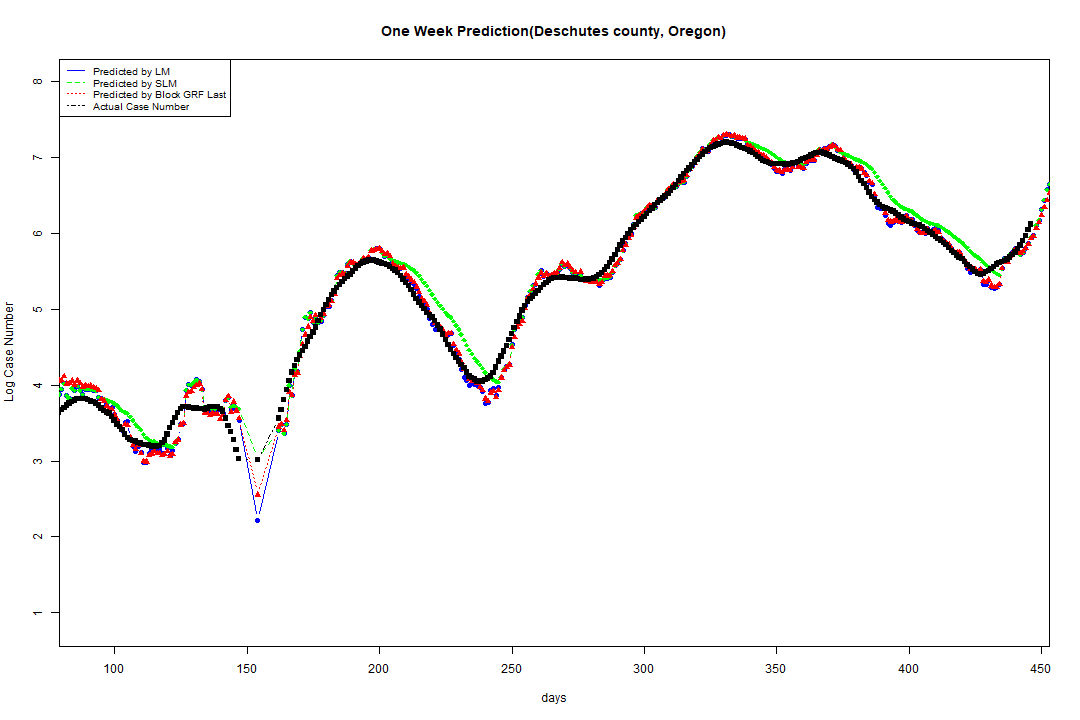 One Week Prediction(Deschutes county, Oregon)
Predicted by LM
Predicted by SLM
Predicted by Block GRF Last
Actual Case Number
8
7
6
5
4
3
2
1
Log Case Number
100 150 200 250 300 350 400 450
days